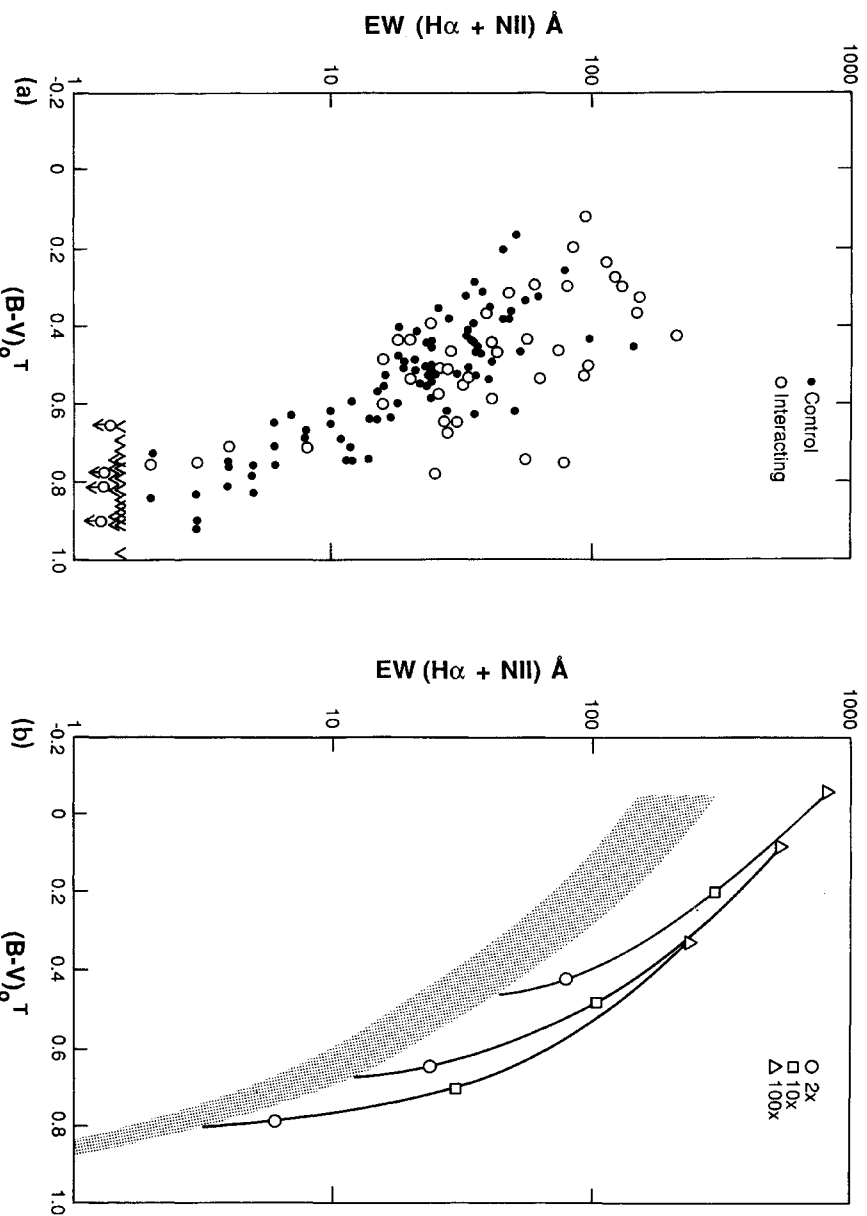 EW (Hα + NII) Å
1000
100
10
1
-0.2
0
0.2
0.4
0.6
0.8
1.0
(a)
(B-V)₀ᵀ
● Control
○ Interacting
EW (Hα + NII) Å
1000
100
10
1
-0.2
0
0.2
0.4
0.6
0.8
1.0
(b)
(B-V)₀ᵀ
○ 2x
□ 10x
△ 100x